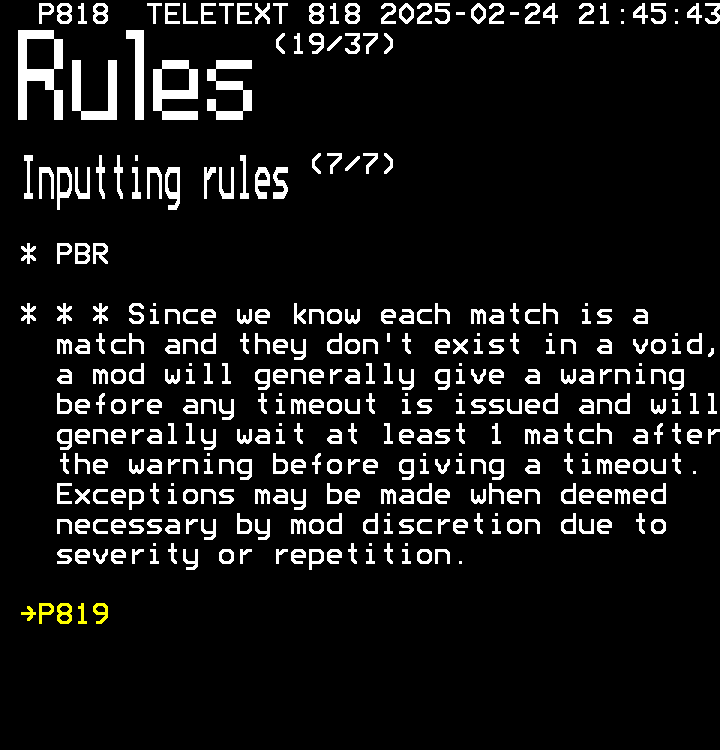 P818 TELETEXT 818 2025-02-24 21:45:43
Rules (19/37)
Inputting rules (7/7)
* PBR
* * * Since we know each match is a
match and they don't exist in a void,
a mod will generally give a warning
before any timeout is issued and will
generally wait at least 1 match after
the warning before giving a timeout.
Exceptions may be made when deemed
necessary by mod discretion due to
severity or repetition.
→P819